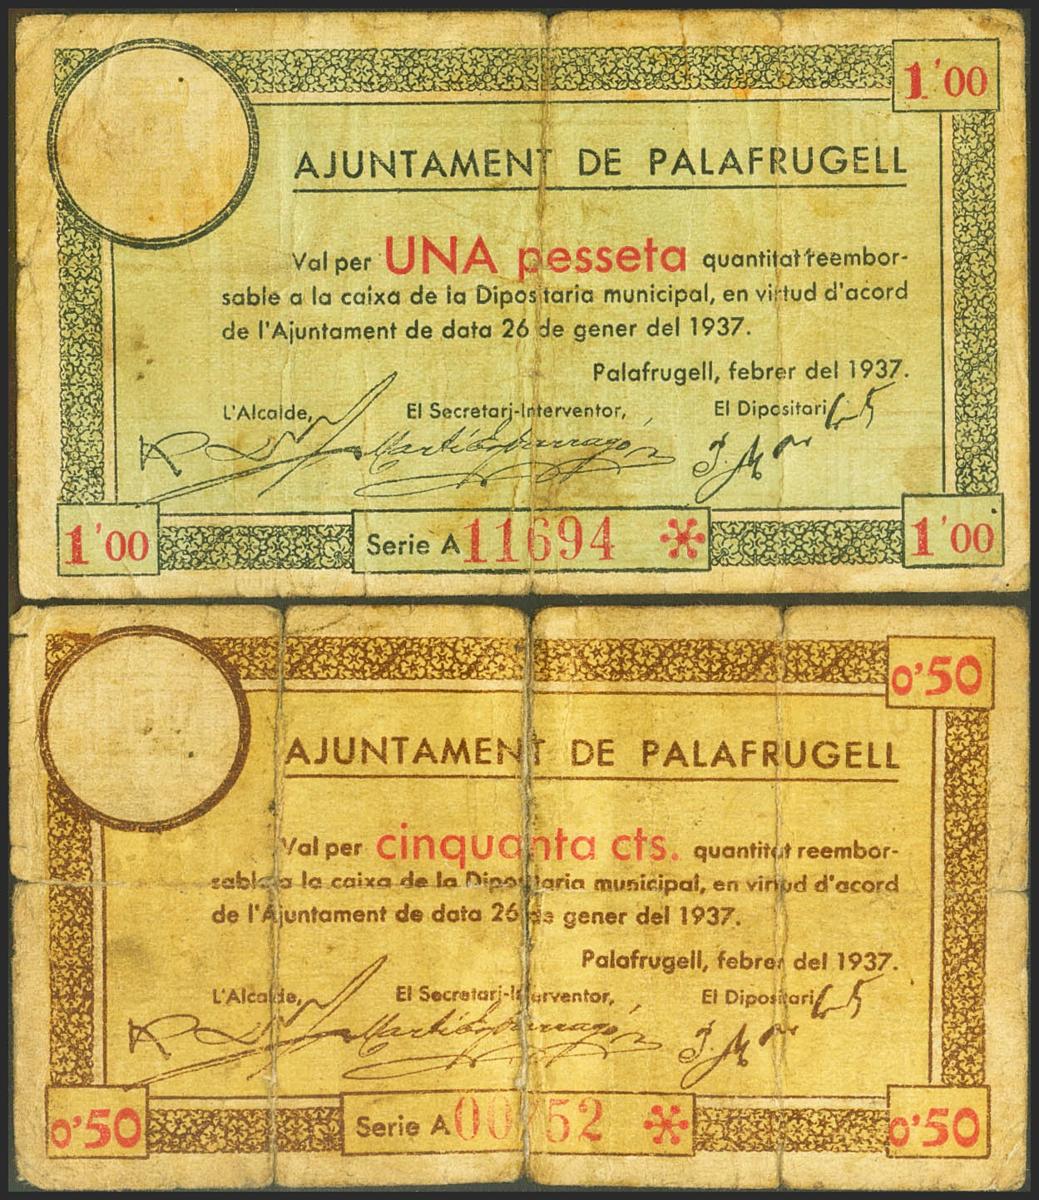 1'00
AJUNTAMENT DE PALAFRUGELL
Val per UNA pesseta quantitat reembor-
sable a la caixa de la Dipositaria municipal, en virtud d'acord
de l'Ajuntament de data 26 de gener del 1937.
Palafrugell, febrer del 1937.
L'Alcalde, El Secretari-Interventor, El Dipositari
1'00 Serie A 11694 * 1'00
0'50
AJUNTAMENT DE PALAFRUGELL
Val per cinquanta cts. quantitat reembor-
sable a la caixa de la Dipositaria municipal, en virtud d'acord
de l'Ajuntament de data 26 de gener del 1937.
Palafrugell, febrer del 1937.
L'Alcalde, El Secretari-Interventor, El Dipositari
0'50 Serie A * 0'50